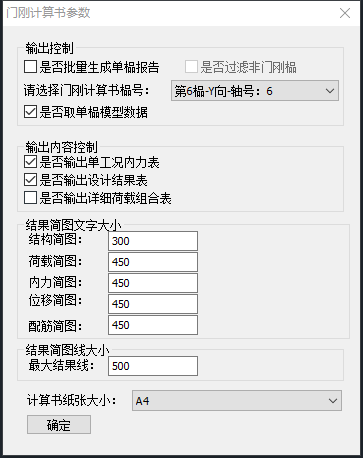 门刚计算书参数
输出控制
是否批量生成单榀报告
是否过滤非门刚榀
请选择门刚计算书榀号:
第6榀-Y向-轴号: 6
是否取单榀模型数据
输出内容控制
是否输出单工况内力表
是否输出设计结果表
是否输出详细荷载组合表
结果简图文字大小
结构简图: 300
荷载简图: 450
内力简图: 450
位移简图: 450
配筋简图: 450
结果简图线大小
最大结果线: 500
计算书纸张大小: A4
确定